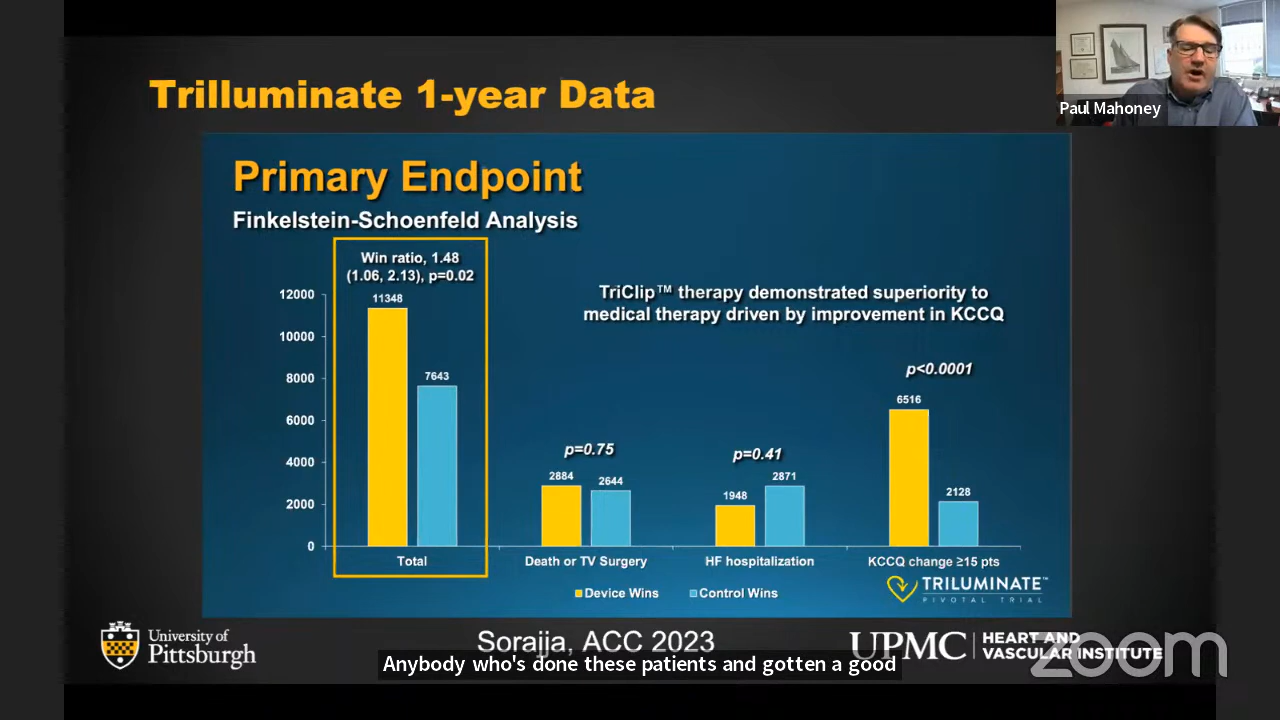 Trilluminate 1-year Data
Paul Mahoney
Primary Endpoint
Finkelstein-Schoenfeld Analysis
Win ratio, 1.48
(1.06, 2.13), p=0.02
TriClip™ therapy demonstrated superiority to
medical therapy driven by improvement in KCCQ
12000
10000
8000
6000
4000
2000
0
11348
7643
p=0.75
2884
2644
p=0.41
1948
2871
p<0.0001
6516
2128
Total
Death or TV Surgery
HF hospitalization
KCCQ change ≥15 pts
Device Wins
Control Wins
TRILUMINATE™
PIVOTAL TRIAL
University of
Pittsburgh
Sorajja, ACC 2023
UPMC
HEART AND
VASCULAR INSTITUTE
zoom
Anybody who's done these patients and gotten a good